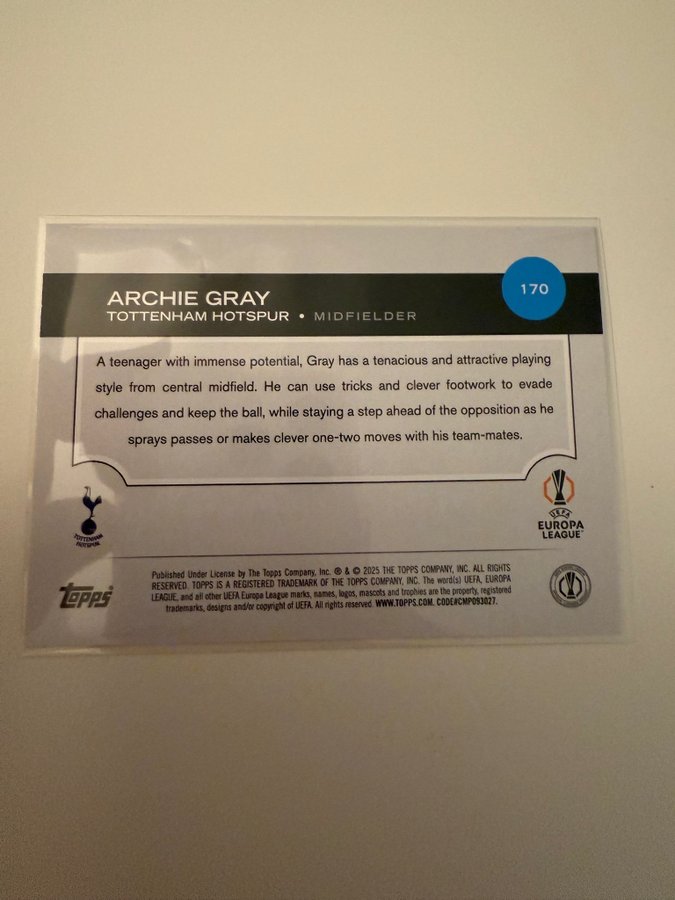 170
ARCHIE GRAY
TOTTENHAM HOTSPUR • MIDFIELDER
A teenager with immense potential, Gray has a tenacious and attractive playing
style from central midfield. He can use tricks and clever footwork to evade
challenges and keep the ball, while staying a step ahead of the opposition as he
sprays passes or makes clever one-two moves with his team-mates.
TOTTENHAM
HOTSPUR
UEFA
EUROPA
LEAGUE™
Topps®
Published Under License by The Topps Company, Inc. ® & © 2025 THE TOPPS COMPANY, INC. ALL RIGHTS
RESERVED. TOPPS IS A REGISTERED TRADEMARK OF THE TOPPS COMPANY, INC. The word(s) UEFA, EUROPA
LEAGUE, and all other UEFA Europa League marks, names, logos, mascots and trophies are the property, registered
trademarks, designs and/or copyright of UEFA. All rights reserved. WWW.TOPPS.COM. CODE#CMP093027.